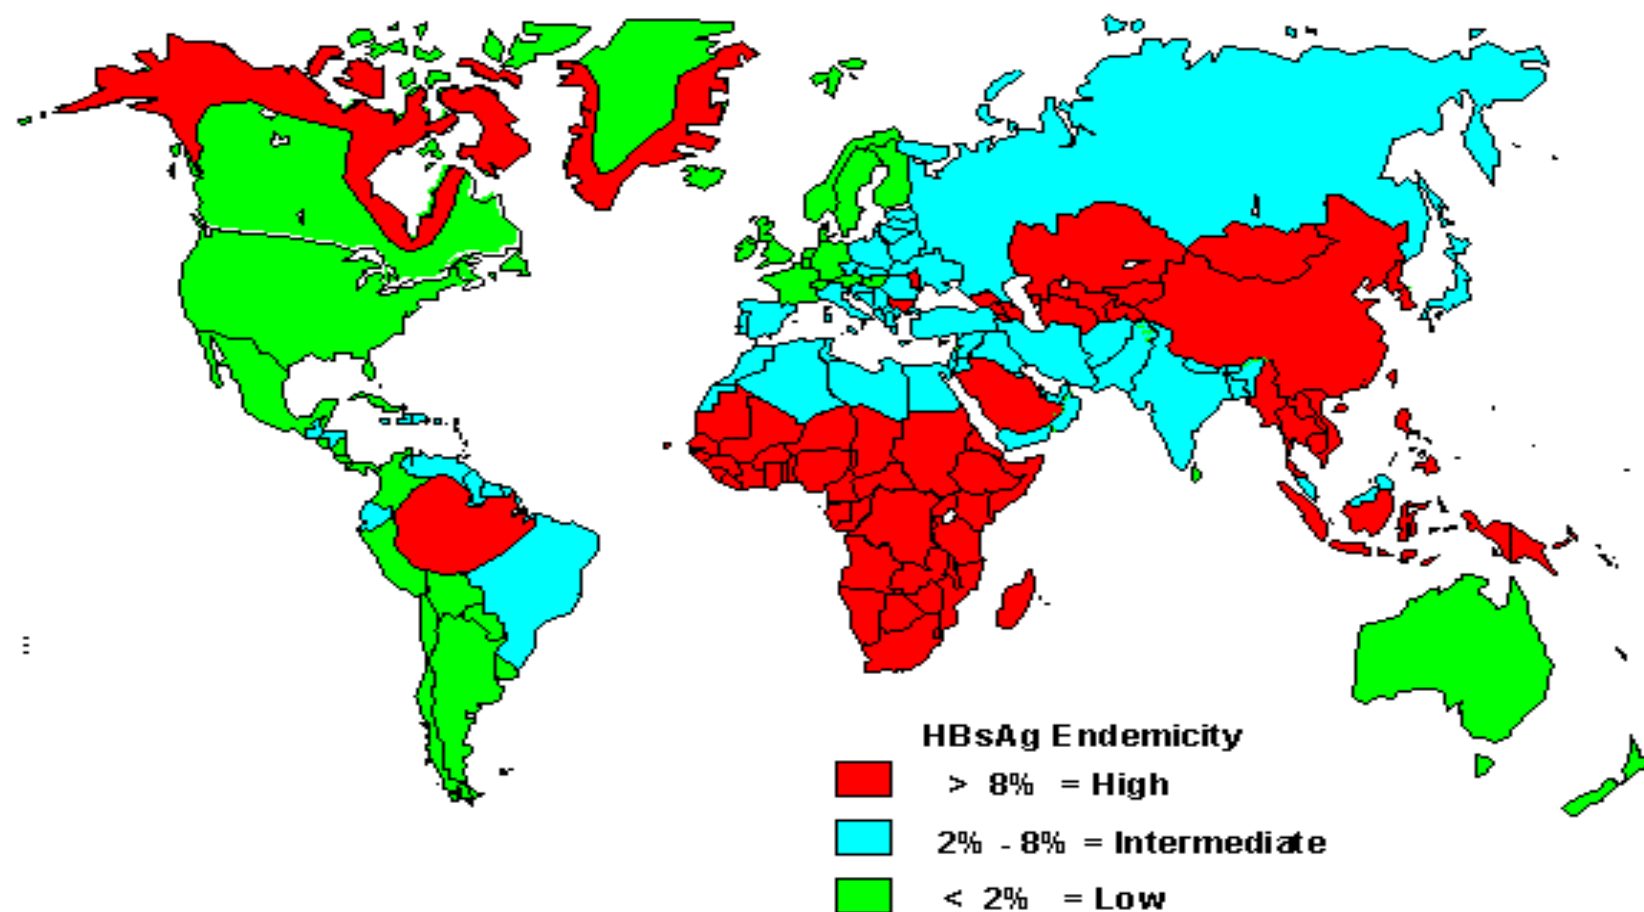 HBsAg Endemicity
> 8% = High
2% - 8% = Intermediate
< 2% = Low